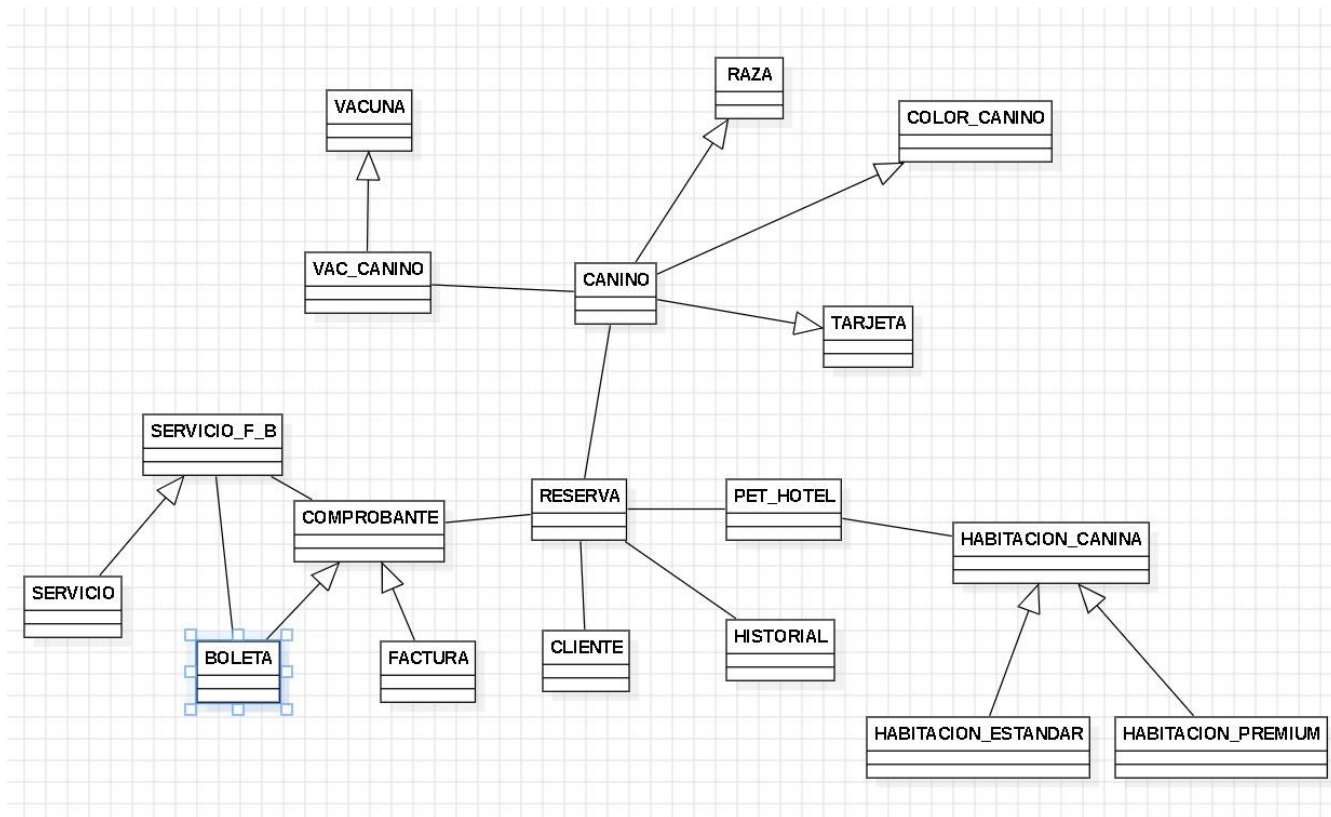 RAZA
VACUNA
COLOR_CANINO
VAC_CANINO
CANINO
TARJETA
SERVICIO_F_B
RESERVA
PET_HOTEL
COMPROBANTE
HABITACION_CANINA
SERVICIO
BOLETA
FACTURA
CLIENTE
HISTORIAL
HABITACION_ESTANDAR
HABITACION_PREMIUM